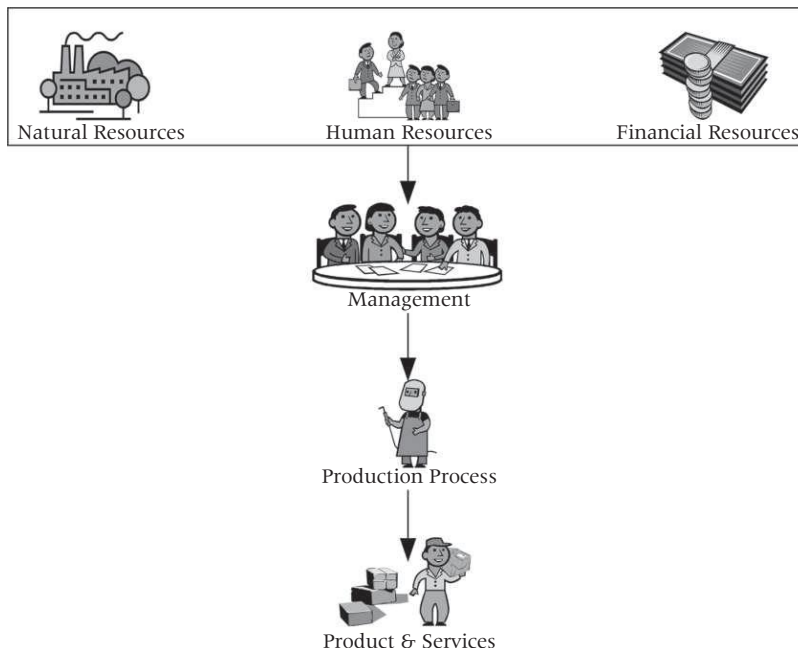 Natural Resources
Human Resources
Financial Resources
Management
Production Process
Product & Services